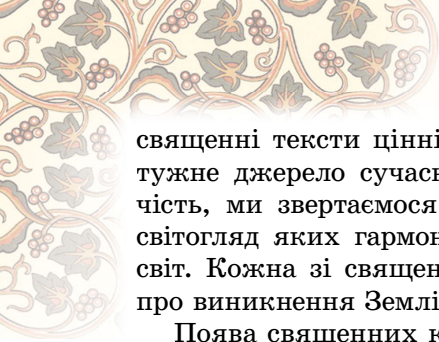 священні тексти цінні
тужне джерело сучасн
чість, ми звертаємося
світогляд яких гармон
світ. Кожна зі священ
про виникнення Землі
Поява священних к